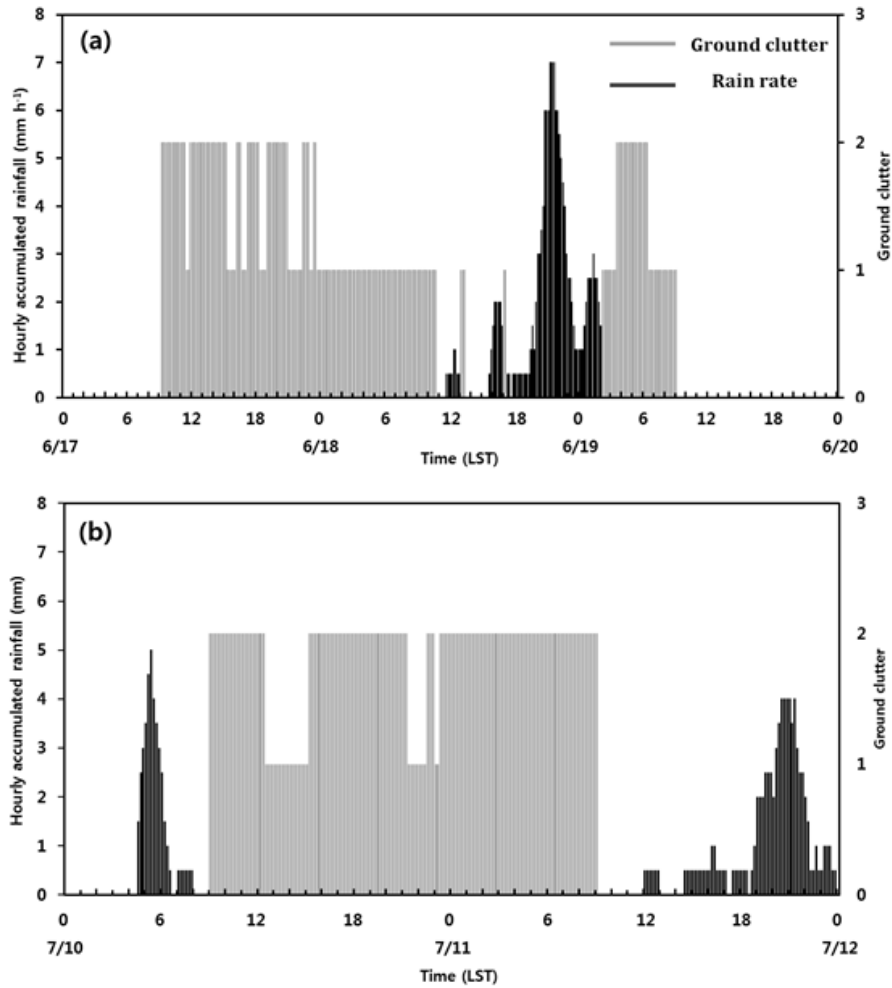 (a)
Ground clutter
Rain rate
Hourly accumulated rainfall (mm h⁻¹)
8
7
6
5
4
3
2
1
0
3
2
1
0
Ground clutter
0 12 18 0 6 12 18 0 6 12 18 0
6/17 6/18 6/19 6/20
Time (LST)
(b)
Hourly accumulated rainfall (mm)
8
7
6
5
4
3
2
1
0
3
2
1
0
Ground clutter
0 6 12 18 0 6 12 18 0
7/10 7/11 7/12
Time (LST)